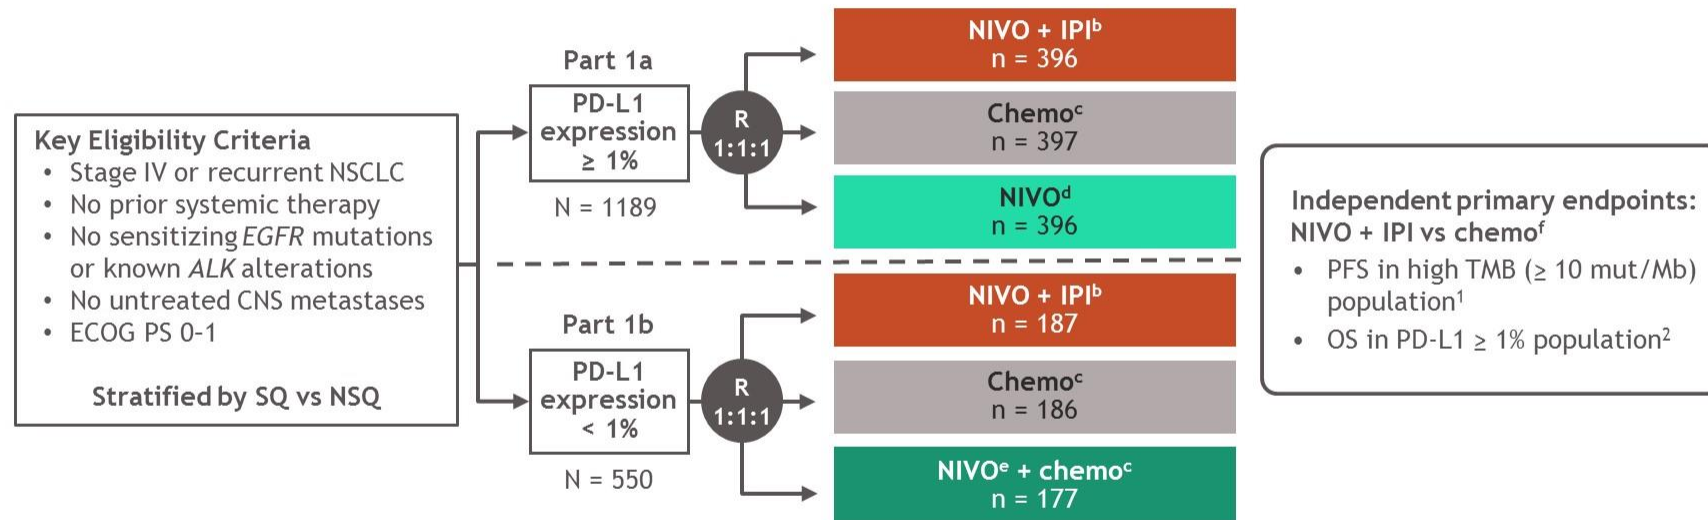 Key Eligibility Criteria
• Stage IV or recurrent NSCLC
• No prior systemic therapy
• No sensitizing EGFR mutations
or known ALK alterations
• No untreated CNS metastases
• ECOG PS 0–1
Stratified by SQ vs NSQ
Part 1a
PD-L1
expression
≥ 1%
N = 1189
R
1:1:1
NIVO + IPIᵇ
n = 396
Chemoᶜ
n = 397
NIVOᵈ
n = 396
Part 1b
PD-L1
expression
< 1%
N = 550
R
1:1:1
NIVO + IPIᵇ
n = 187
Chemoᶜ
n = 186
NIVOᵉ + chemoᶜ
n = 177
Independent primary endpoints:
NIVO + IPI vs chemoᶠ
• PFS in high TMB (≥ 10 mut/Mb)
population¹
• OS in PD-L1 ≥ 1% population²